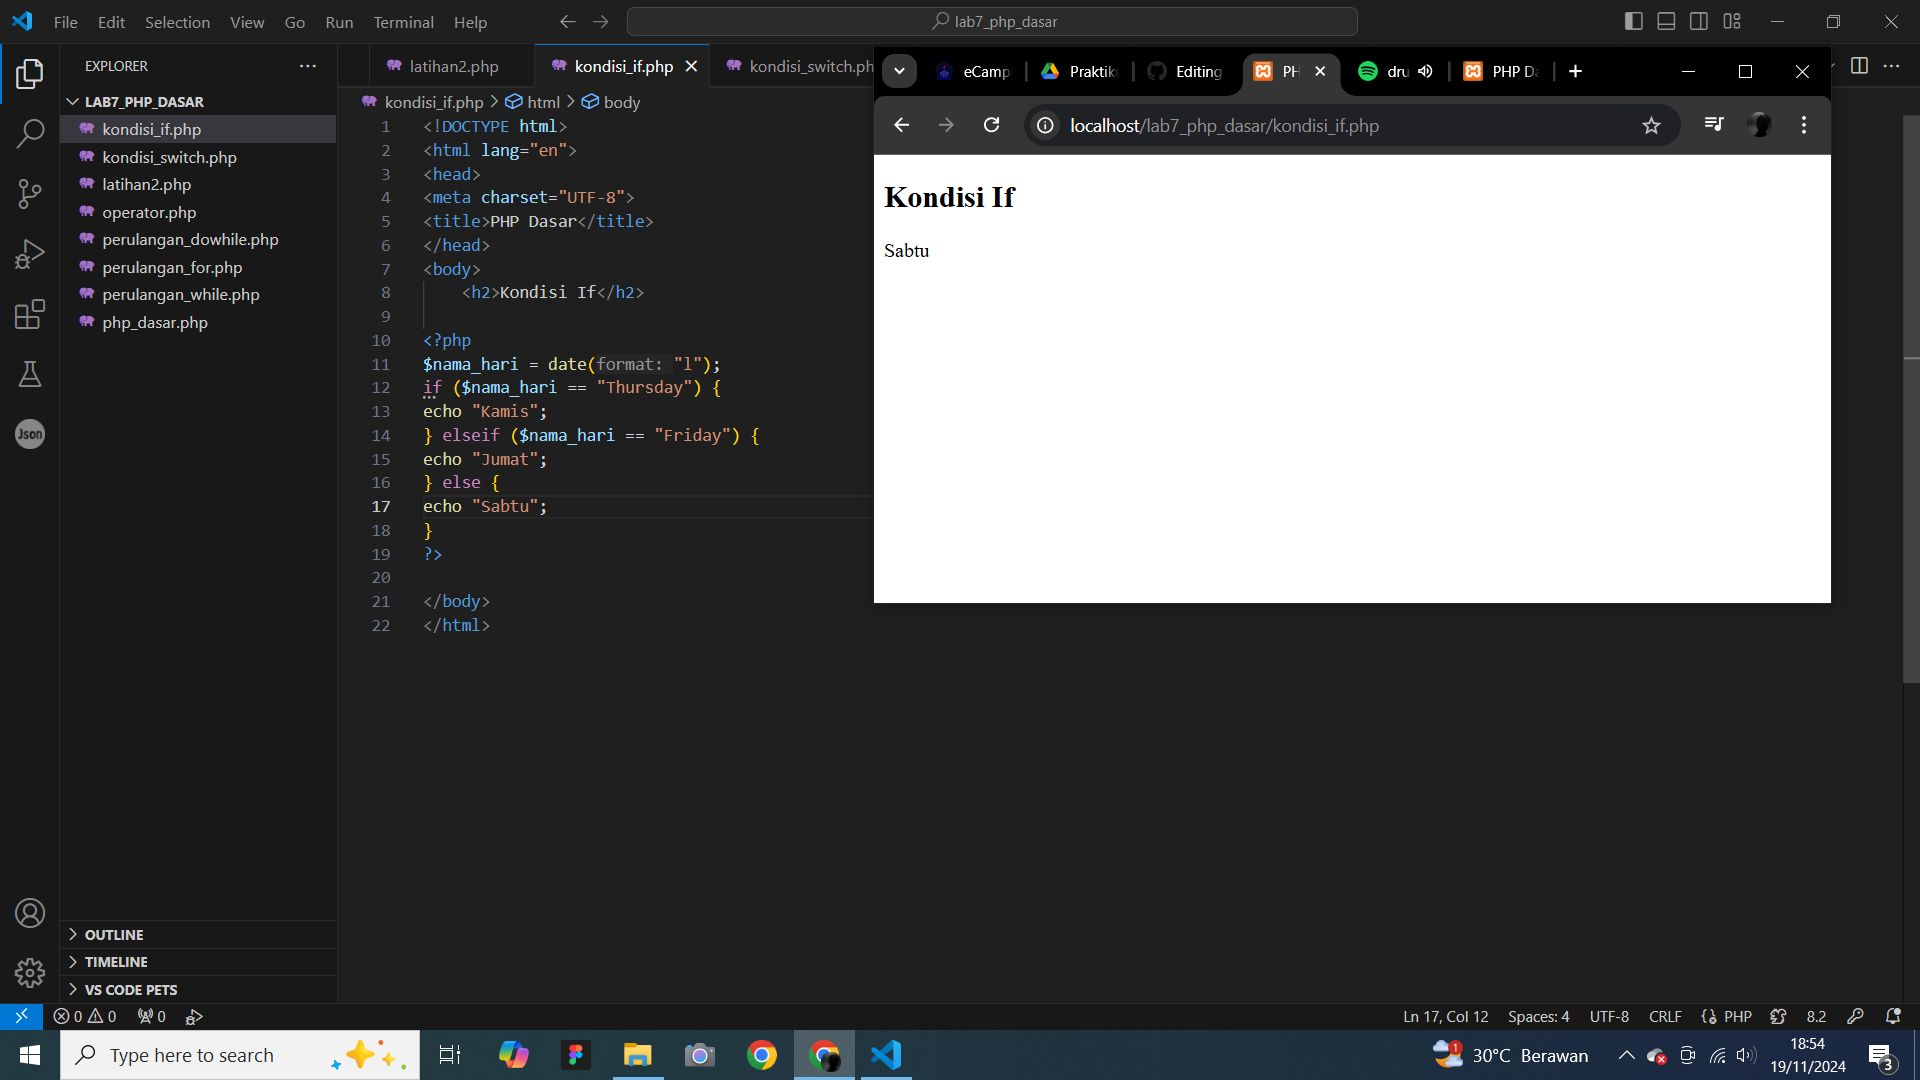 File Edit Selection View Go Run Terminal Help
lab7_php_dasar
EXPLORER
LAB7_PHP_DASAR
kondisi_if.php
kondisi_switch.php
latihan2.php
operator.php
perulangan_dowhile.php
perulangan_for.php
perulangan_while.php
php_dasar.php
OUTLINE
TIMELINE
VS CODE PETS
Json
latihan2.php kondisi_if.php kondisi_switch.ph
kondisi_if.php > html > body
1 <!DOCTYPE html>
2 <html lang="en">
3 <head>
4 <meta charset="UTF-8">
5 <title>PHP Dasar</title>
6 </head>
7 <body>
8 <h2>Kondisi If</h2>
9
10 <?php
11 $nama_hari = date(format: "l");
12 if ($nama_hari == "Thursday") {
13 echo "Kamis";
14 } elseif ($nama_hari == "Friday") {
15 echo "Jumat";
16 } else {
17 echo "Sabtu";
18 }
19 ?>
20
21 </body>
22 </html>
eCamp Praktik Editing PH dru PHP Da
localhost/lab7_php_dasar/kondisi_if.php
Kondisi If
Sabtu
0 0 0
Ln 17, Col 12 Spaces: 4 UTF-8 CRLF PHP 8.2
Type here to search
1 30°C Berawan
18:54
19/11/2024
3